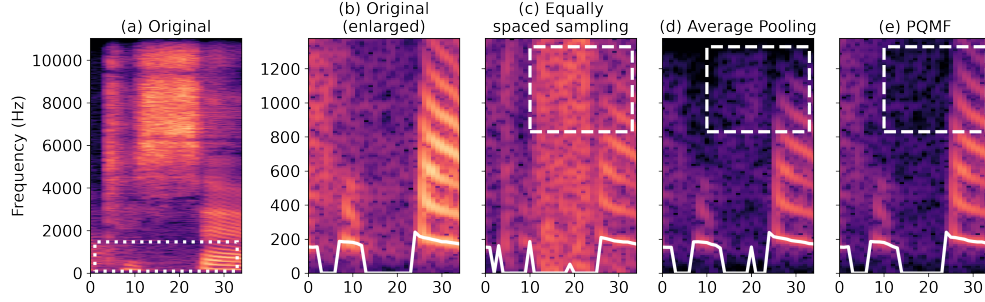 (a) Original
(b) Original
(enlarged)
(c) Equally
spaced sampling
(d) Average Pooling
(e) PQMF
Frequency (Hz)
10000
8000
6000
4000
2000
0
0 10 20 30
1200
1000
800
600
400
200
0
0 10 20 30
0 10 20 30
0 10 20 30
0 10 20 30